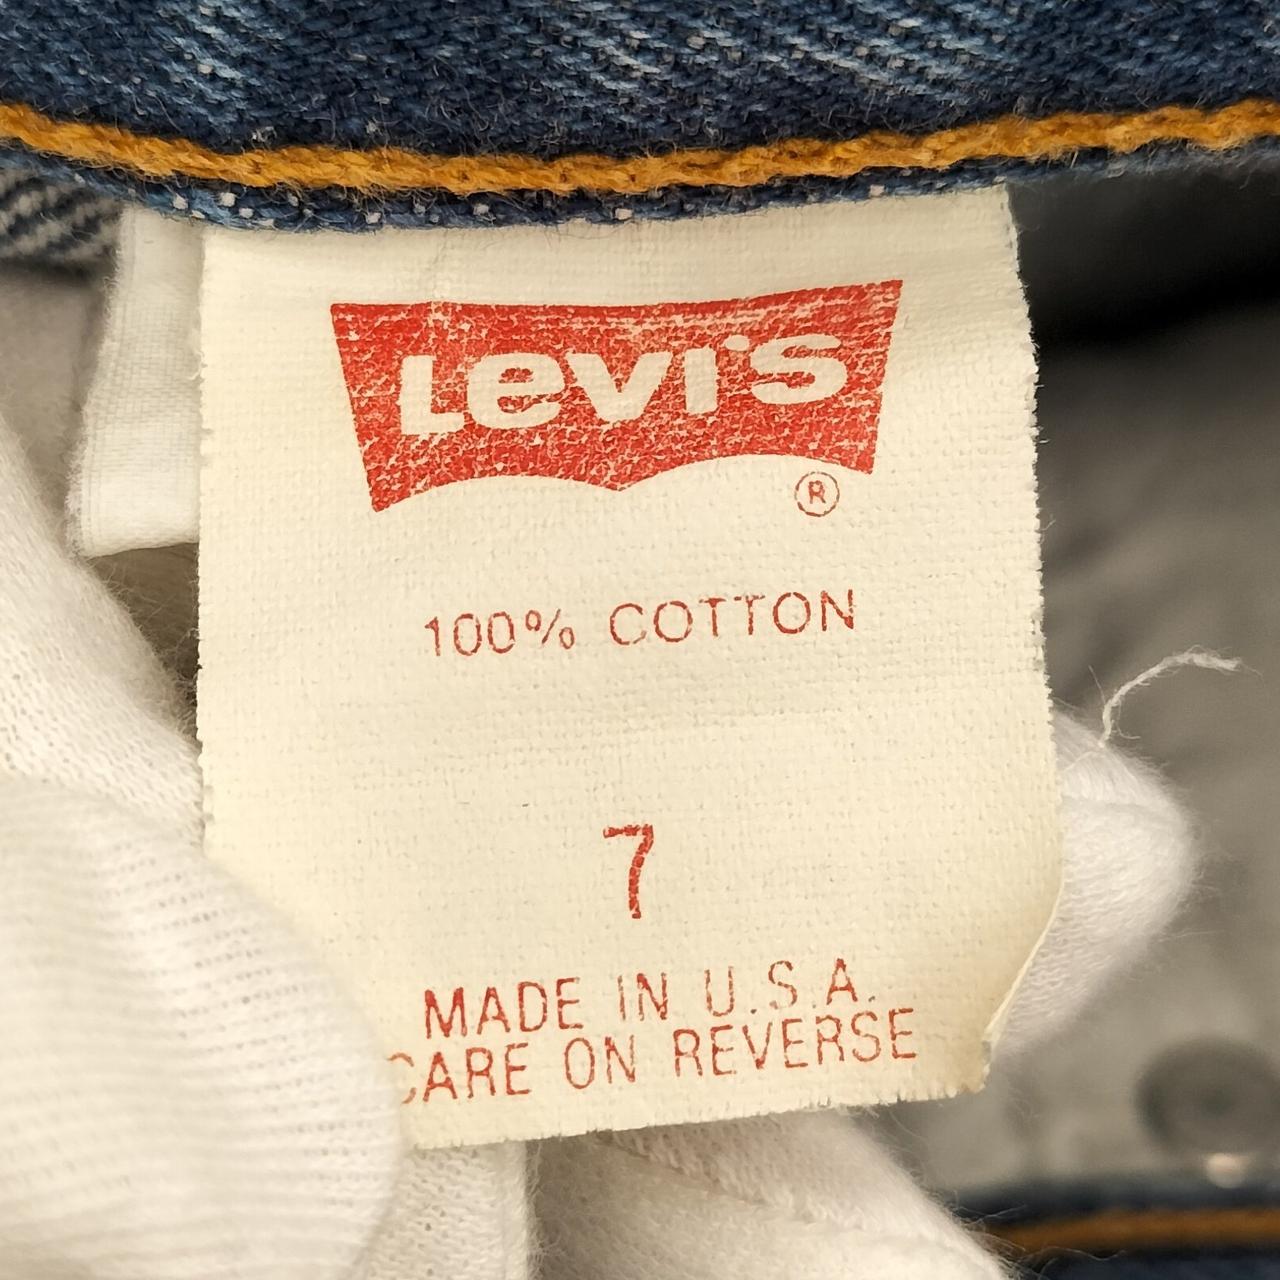 Levi's
®
100% COTTON
7
MADE IN U.S.A.
CARE ON REVERSE